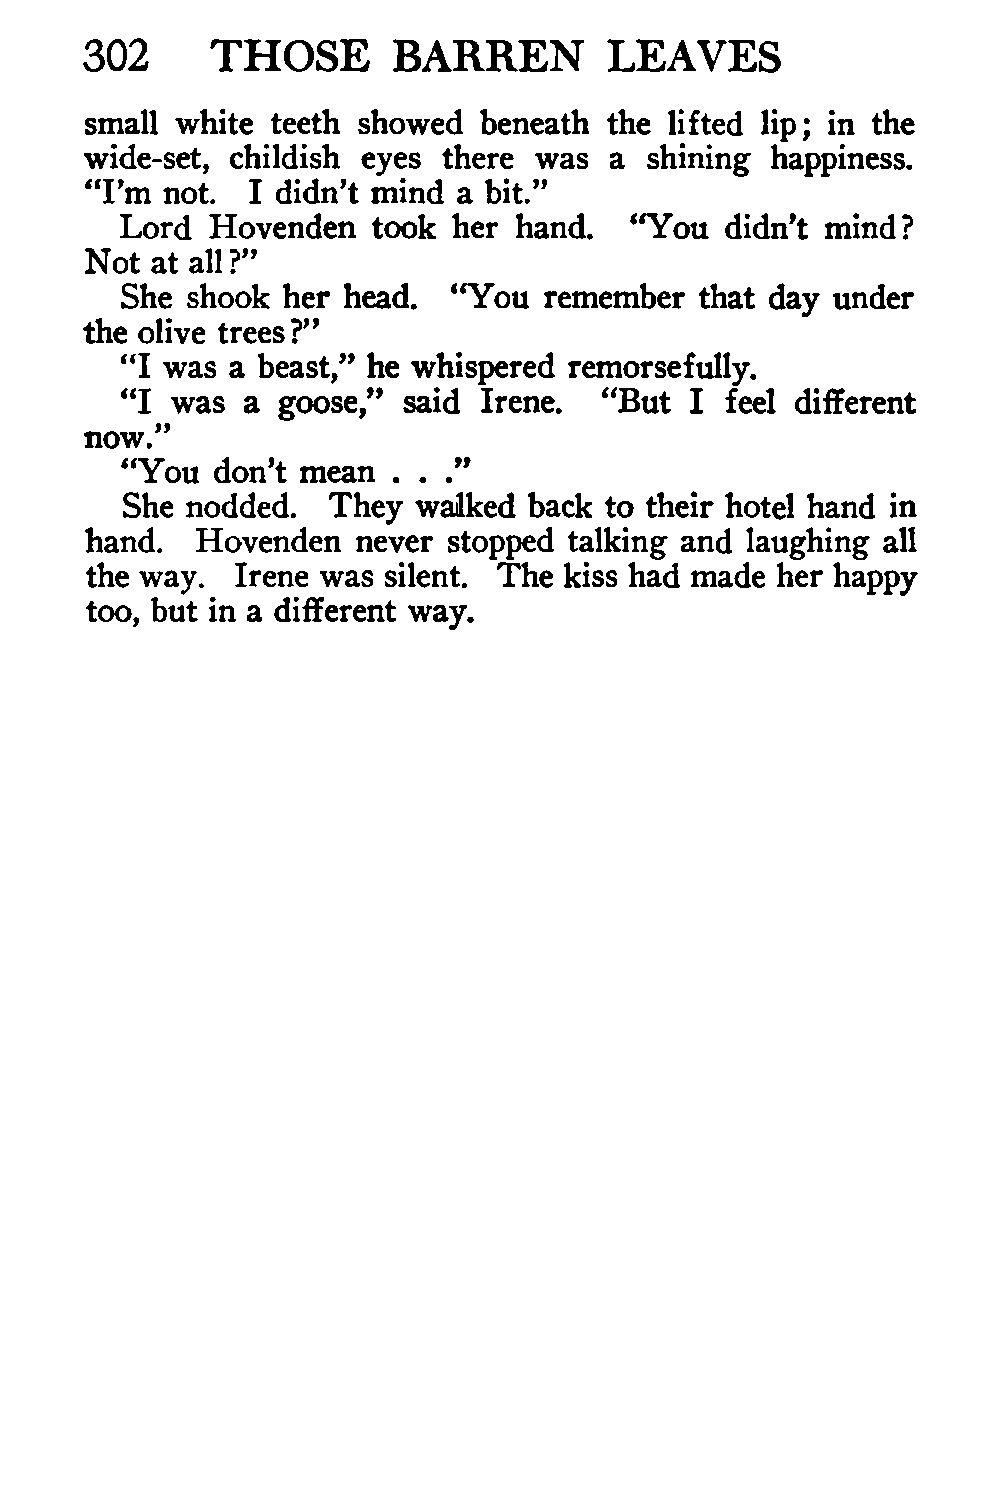 302 THOSE BARREN LEAVES
small white teeth showed beneath the lifted lip; in the
wide-set, childish eyes there was a shining happiness.
“I’m not. I didn’t mind a bit.”
Lord Hovenden took her hand. “You didn’t mind?
Not at all?”
She shook her head. “You remember that day under
the olive trees?”
“I was a beast,” he whispered remorsefully.
“I was a goose,” said Irene. “But I feel different
now.”
“You don’t mean . . .”
She nodded. They walked back to their hotel hand in
hand. Hovenden never stopped talking and laughing all
the way. Irene was silent. The kiss had made her happy
too, but in a different way.